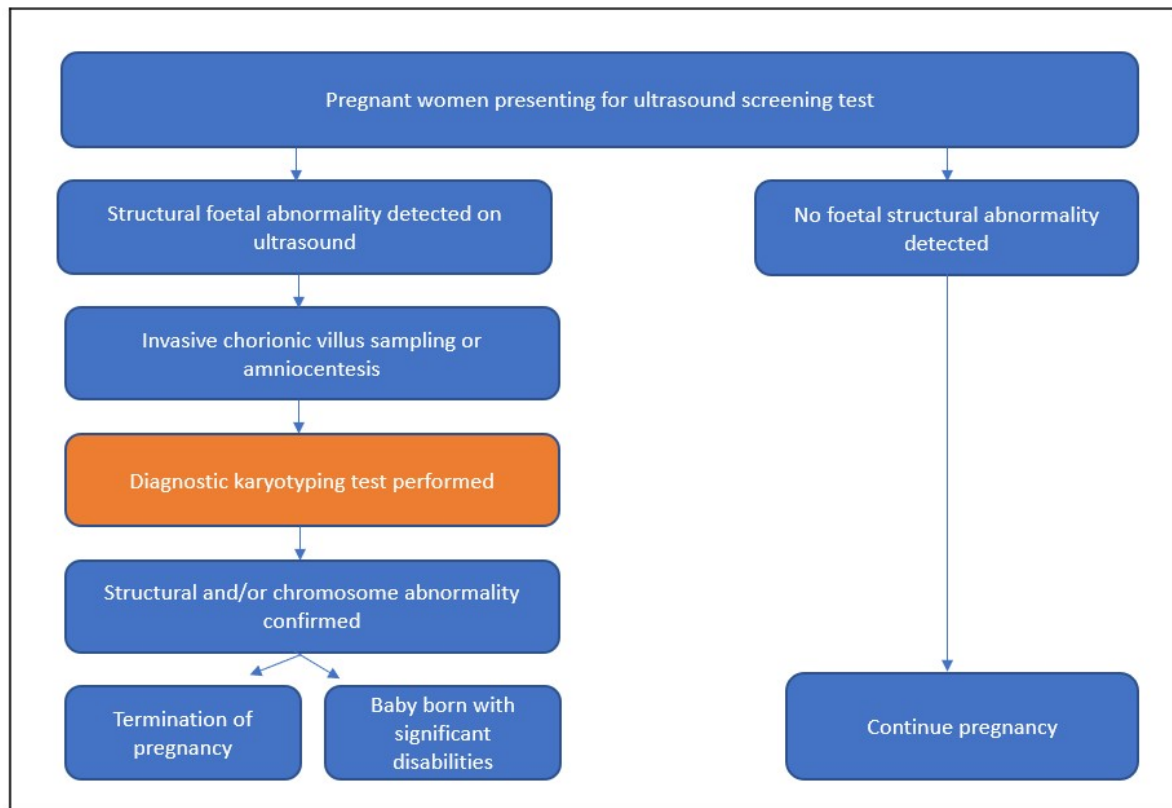 Pregnant women presenting for ultrasound screening test
Structural foetal abnormality detected on
ultrasound
No foetal structural abnormality
detected
Invasive chorionic villus sampling or
amniocentesis
Diagnostic karyotyping test performed
Structural and/or chromosome abnormality
confirmed
Termination of
pregnancy
Baby born with
significant
disabilities
Continue pregnancy